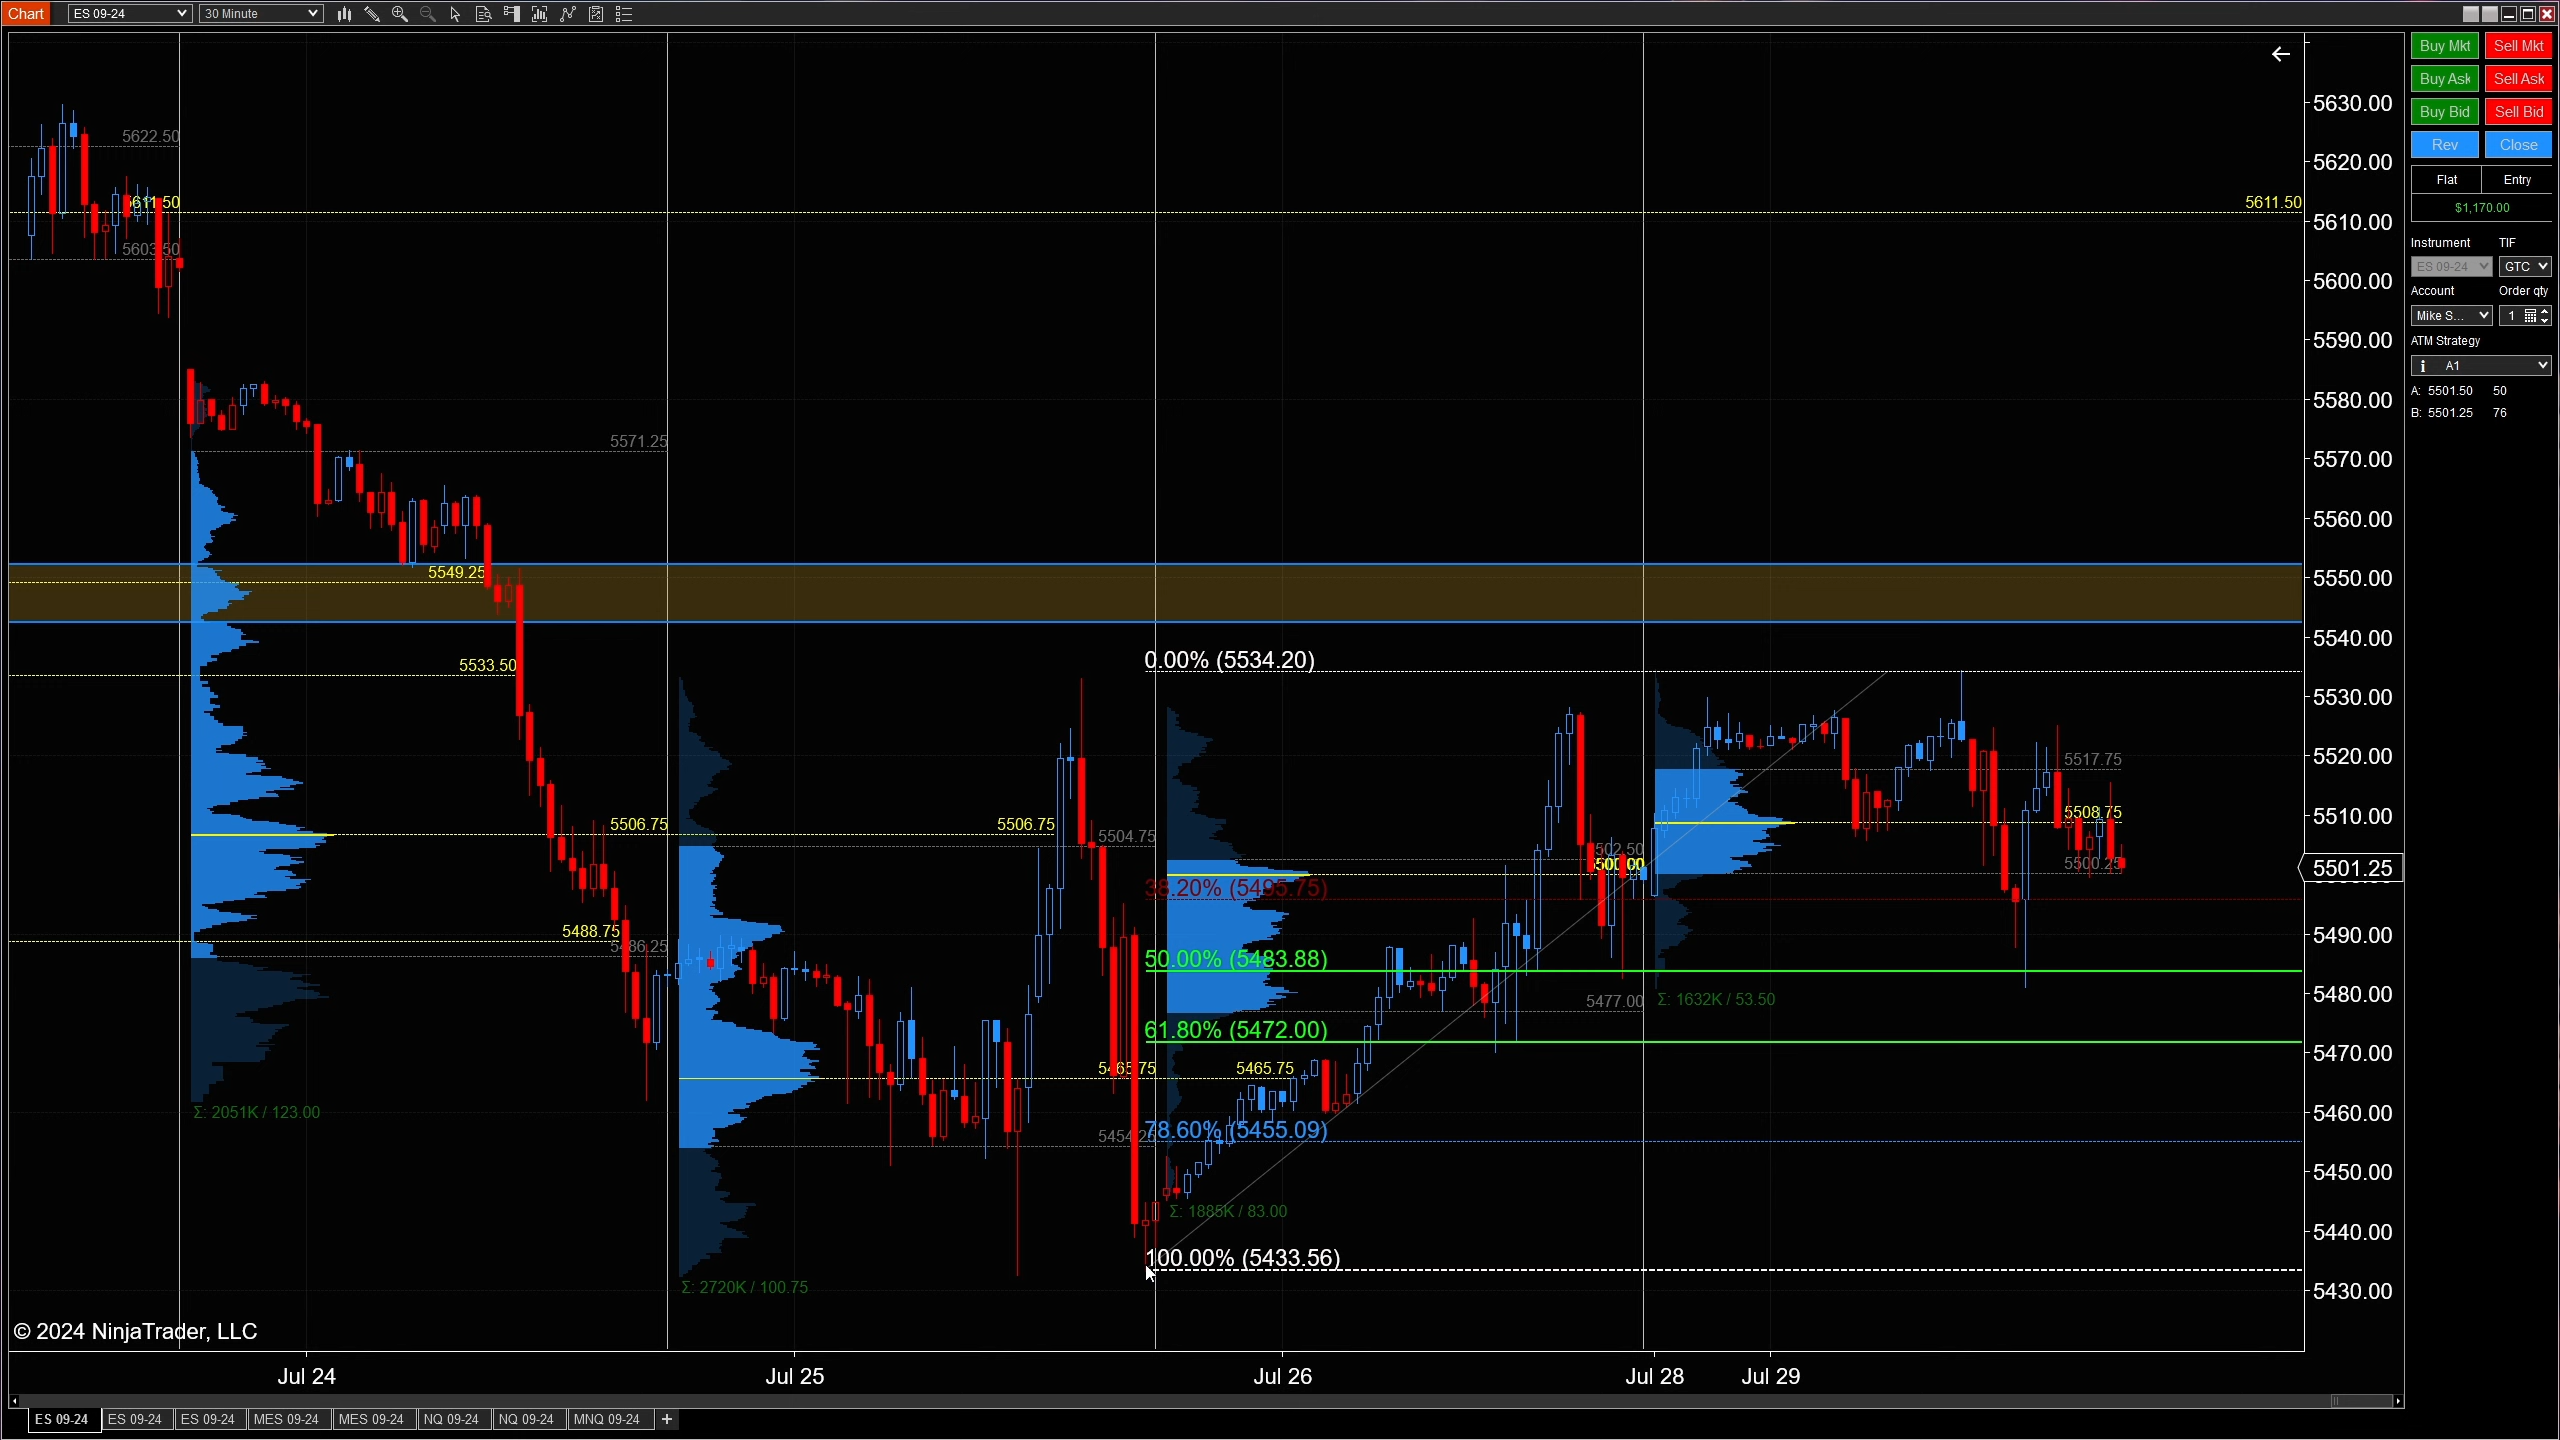 Chart ES 09-24 30 Minute
Buy Mkt Sell Mkt
Buy Ask Sell Ask
Buy Bid Sell Bid
Rev Close
Flat Entry
$1,170.00
Instrument TIF
ES 09-24 GTC
Account Order qty
Mike S... 1
ATM Strategy
i A1
A: 5501.50 50
B: 5501.25 76
5630.00
5620.00
5610.00
5600.00
5590.00
5580.00
5570.00
5560.00
5550.00
5540.00
5530.00
5520.00
5510.00
5501.25
5490.00
5480.00
5470.00
5460.00
5450.00
5440.00
5430.00
5622.50
5611.50
5611.50
5603.50
5571.25
5549.25
5533.50
5506.75
5488.75
5486.25
Σ: 2051K / 123.00
5506.75
5504.75
5465.75
5454.25
Σ: 2720K / 100.75
0.00% (5534.20)
5502.50
5500.00
38.20% (5495.75)
50.00% (5483.88)
5477.00
61.80% (5472.00)
5465.75
78.60% (5455.09)
Σ: 1885K / 83.00
100.00% (5433.56)
5517.75
5508.75
5500.25
Σ: 1632K / 53.50
© 2024 NinjaTrader, LLC
Jul 24 Jul 25 Jul 26 Jul 28 Jul 29
ES 09-24 ES 09-24 ES 09-24 MES 09-24 MES 09-24 NQ 09-24 NQ 09-24 MNQ 09-24 +